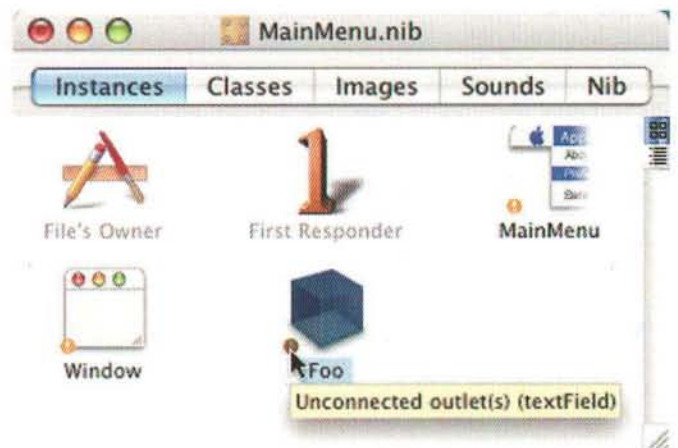 MainMenu.nib
Instances Classes Images Sounds Nib
File's Owner First Responder MainMenu
Window Foo
Unconnected outlet(s) (textField)